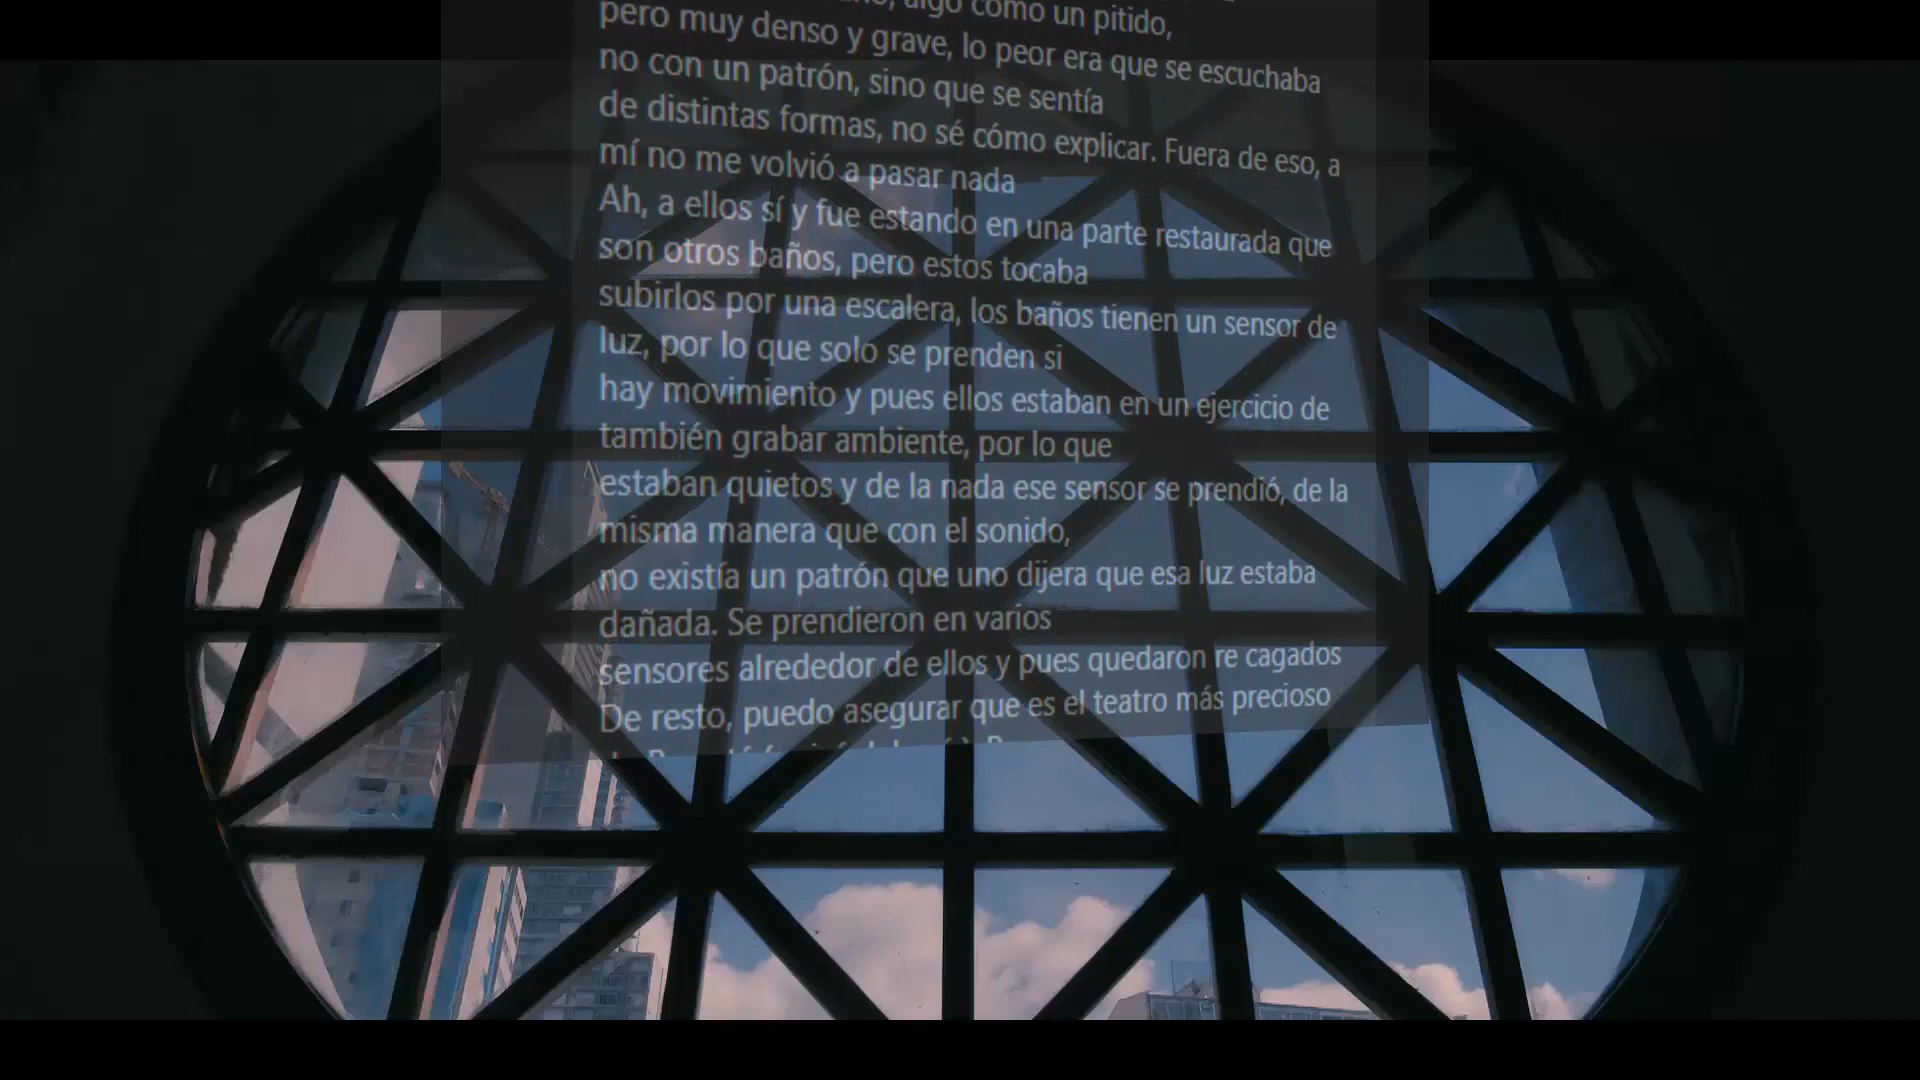 algo como un pitido,
pero muy denso y grave, lo peor era que se escuchaba
no con un patrón, sino que se sentía
de distintas formas, no sé cómo explicar. Fuera de eso, a
mí no me volvió a pasar nada
Ah, a ellos sí y fue estando en una parte restaurada que
son otros baños, pero estos tocaba
subirlos por una escalera, los baños tienen un sensor de
luz, por lo que solo se prenden si
hay movimiento y pues ellos estaban en un ejercicio de
también grabar ambiente, por lo que
estaban quietos y de la nada ese sensor se prendió, de la
misma manera que con el sonido,
no existía un patrón que uno dijera que esa luz estaba
dañada. Se prendieron en varios
sensores alrededor de ellos y pues quedaron re cagados
De resto, puedo asegurar que es el teatro más precioso